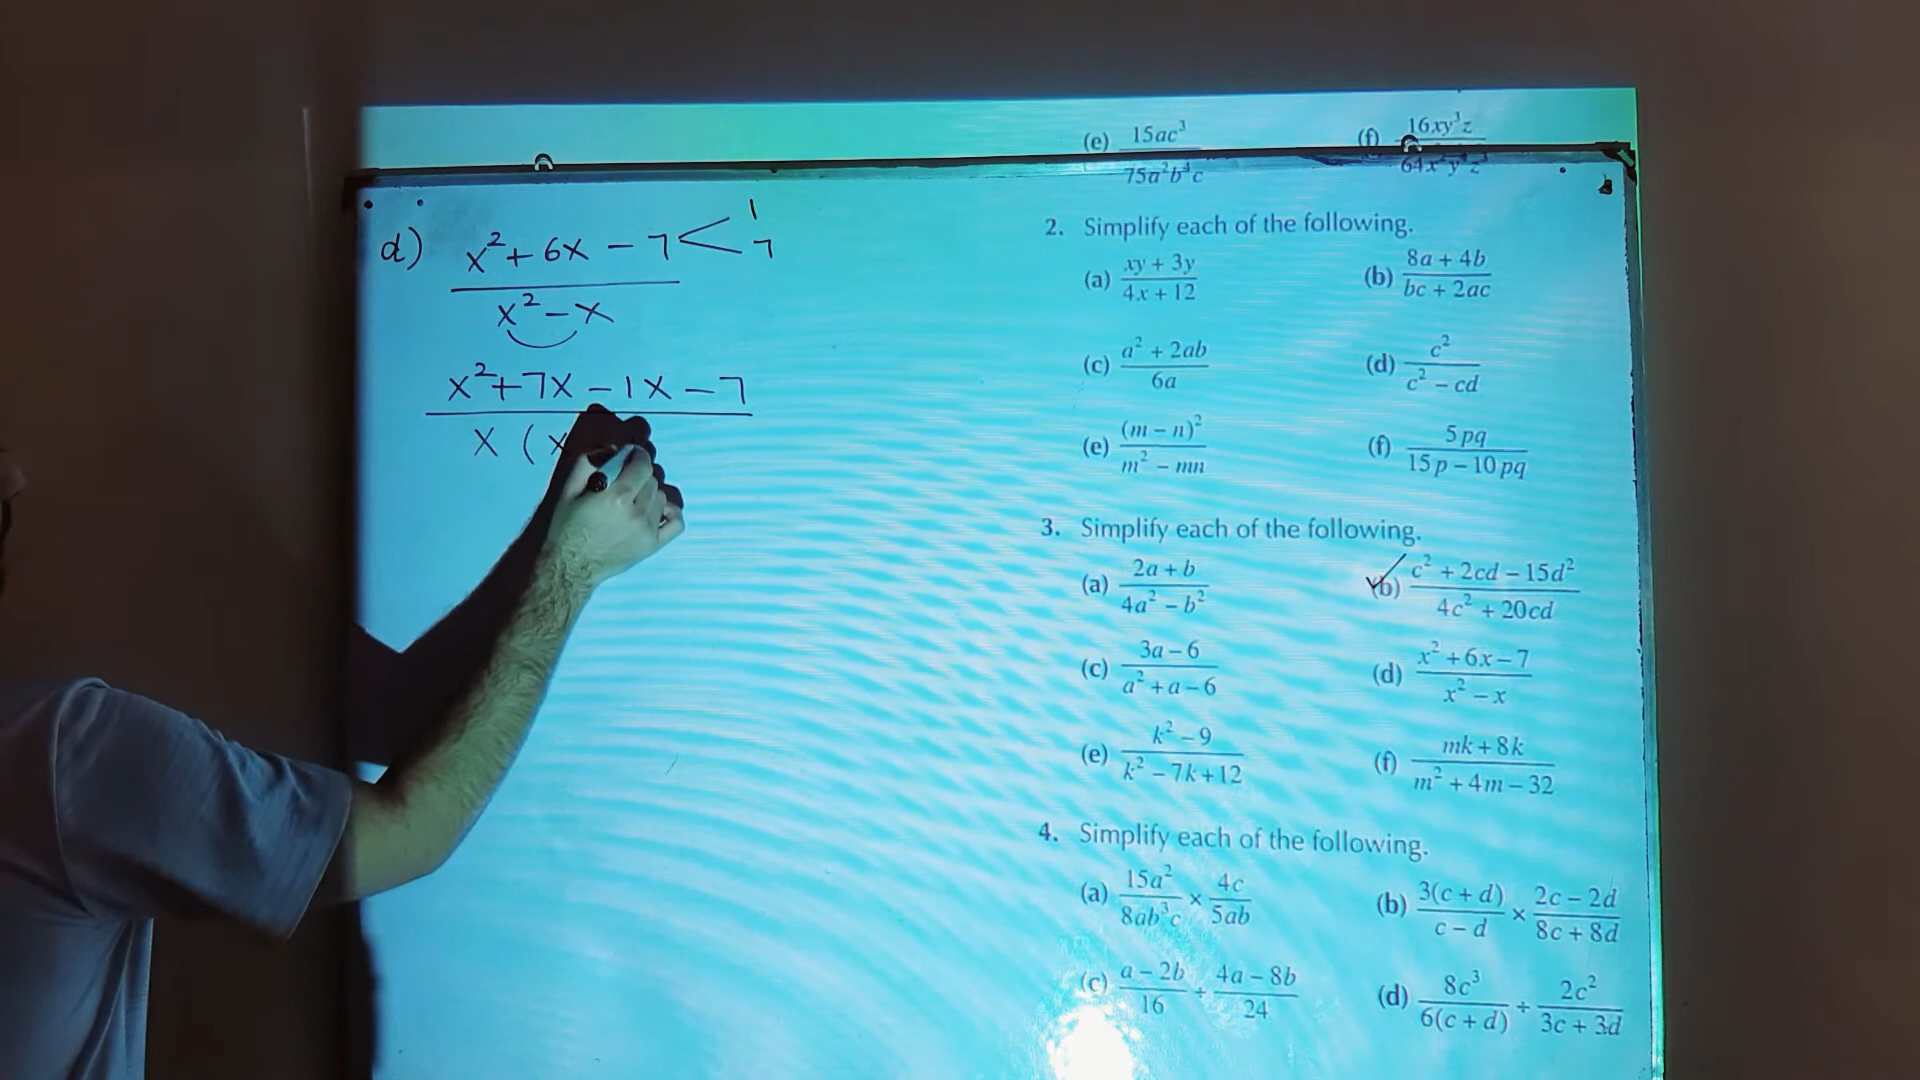 (e) 15ac³ / 75a²b⁴c (f) 16xy³z
d) x² + 6x – 7 < 1 7
x² – x
x² + 7x – 1x – 7
x (x
2. Simplify each of the following.
(a) xy + 3y / 4x + 12 (b) 8a + 4b / bc + 2ac
(c) a² + 2ab / 6a (d) c² / c² – cd
(e) (m – n)² / m² – mn (f) 5pq / 15p – 10pq
3. Simplify each of the following.
(a) 2a + b / 4a² – b² (b) c² + 2cd – 15d² / 4c² + 20cd
(c) 3a – 6 / a² + a – 6 (d) x² + 6x – 7 / x² – x
(e) k² – 9 / k² – 7k + 12 (f) mk + 8k / m² + 4m – 32
4. Simplify each of the following.
(a) 15a² / 8ab³c × 4c / 5ab (b) 3(c + d) / c – d × 2c – 2d / 8c + 8d
(c) a – 2b / 16 ÷ 4a – 8b / 24 (d) 8c³ / 6(c + d) ÷ 2c² / 3c + 3d